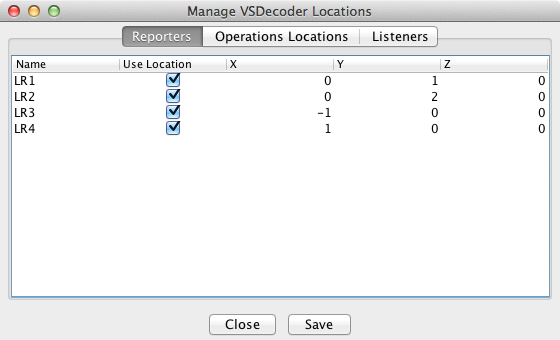 Manage VSDecoder Locations
Reporters Operations Locations Listeners
Name Use Location X Y Z
LR1 0 1 0
LR2 0 2 0
LR3 -1 0 0
LR4 1 0 0
Close Save